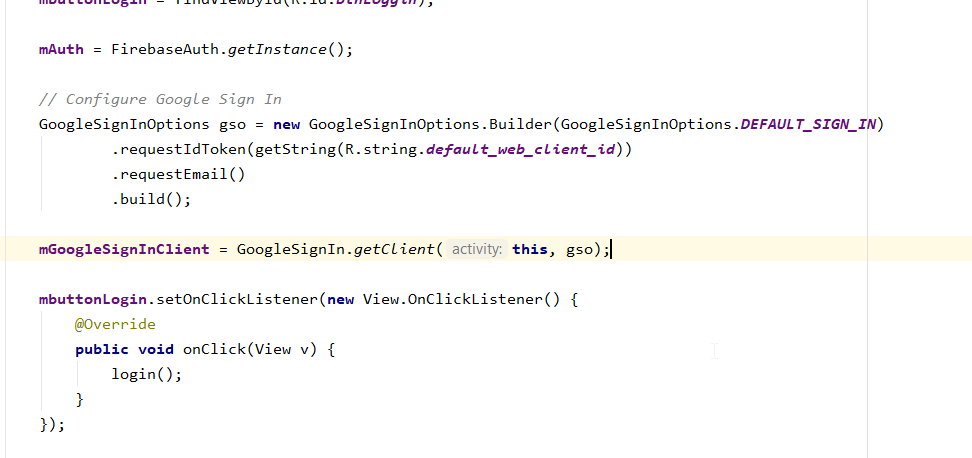 mbuttonLogin = findViewById(R.id.btnLoggin);
mAuth = FirebaseAuth.getInstance();
// Configure Google Sign In
GoogleSignInOptions gso = new GoogleSignInOptions.Builder(GoogleSignInOptions.DEFAULT_SIGN_IN)
.requestIdToken(getString(R.string.default_web_client_id))
.requestEmail()
.build();
mGoogleSignInClient = GoogleSignIn.getClient( activity: this, gso);
mbuttonLogin.setOnClickListener(new View.OnClickListener() {
@Override
public void onClick(View v) {
login();
}
});